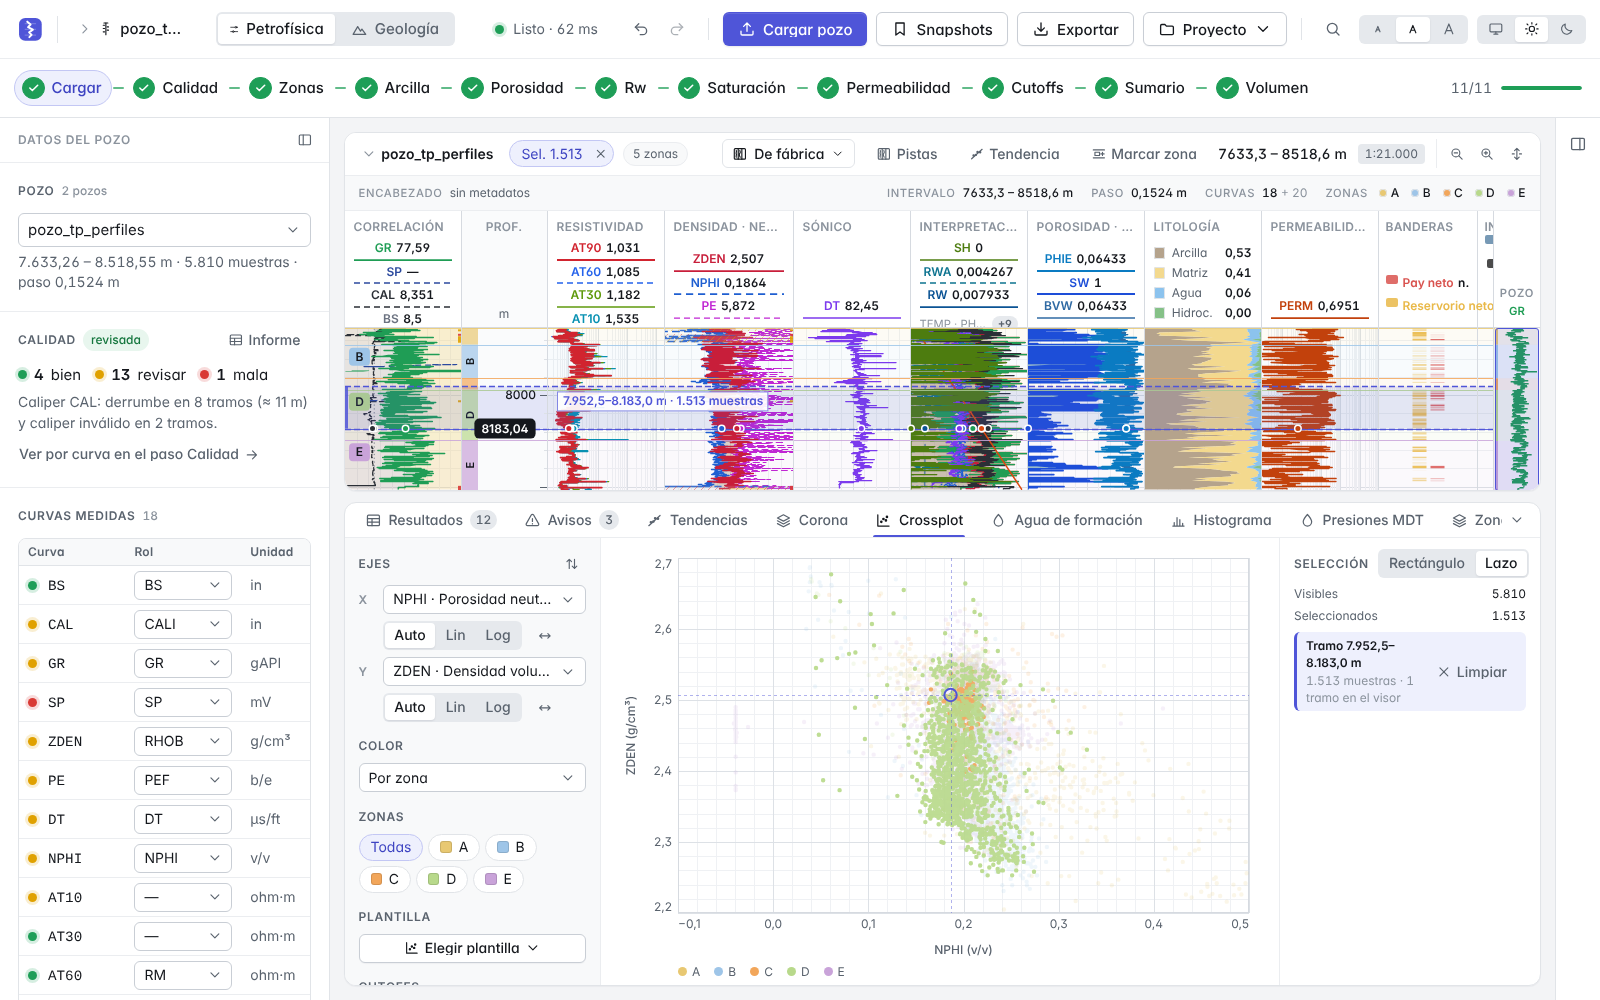 pozo_t...
Petrofísica
Geología
Listo · 62 ms
Cargar pozo
Snapshots
Exportar
Proyecto
A
A
A
Cargar
Calidad
Zonas
Arcilla
Porosidad
Rw
Saturación
Permeabilidad
Cutoffs
Sumario
Volumen
11/11
DATOS DEL POZO
POZO 2 pozos
pozo_tp_perfiles
7.633,26 – 8.518,55 m · 5.810 muestras ·
paso 0,1524 m
CALIDAD revisada
Informe
4 bien
13 revisar
1 mala
Caliper CAL: derrumbe en 8 tramos (≈ 11 m)
y caliper inválido en 2 tramos.
Ver por curva en el paso Calidad →
CURVAS MEDIDAS 18
Curva Rol Unidad
BS BS in
CAL CALI in
GR GR gAPI
SP SP mV
ZDEN RHOB g/cm³
PE PEF b/e
DT DT µs/ft
NPHI NPHI v/v
AT10 — ohm·m
AT30 — ohm·m
AT60 RM ohm·m
pozo_tp_perfiles
Sel. 1.513 ×
5 zonas
De fábrica
Pistas
Tendencia
Marcar zona
7633,3 – 8518,6 m
1:21.000
ENCABEZADO sin metadatos
INTERVALO 7633,3 – 8518,6 m
PASO 0,1524 m
CURVAS 18 + 20
ZONAS A B C D E
CORRELACIÓN
GR 77,59
SP —
CAL 8,351
BS 8,5
PROF.
m
RESISTIVIDAD
AT90 1,031
AT60 1,085
AT30 1,182
AT10 1,535
DENSIDAD · NE...
ZDEN 2,507
NPHI 0,1864
PE 5,872
SÓNICO
DT 82,45
INTERPRETAC...
SH 0
RWA 0,004267
RW 0,007933
TEMP · PH... +9
POROSIDAD · ...
PHIE 0,06433
SW 1
BVW 0,06433
LITOLOGÍA
Arcilla 0,53
Matriz 0,41
Agua 0,06
Hidroc. 0,00
PERMEABILID...
PERM 0,6951
BANDERAS
Pay neto n.
Reservorio neto
IN
POZO
GR
B
D
E
B
D
E
8000
8183,04
7.952,5–8.183,0 m · 1.513 muestras
Resultados 12
Avisos 3
Tendencias
Corona
Crossplot
Agua de formación
Histograma
Presiones MDT
Zon
EJES
X NPHI · Porosidad neut...
Auto Lin Log
Y ZDEN · Densidad volu...
Auto Lin Log
COLOR
Por zona
ZONAS
Todas A B
C D E
PLANTILLA
Elegir plantilla
CUTOFFS
2,7
2,6
2,5
2,4
2,3
2,2
ZDEN (g/cm³)
−0,1 0,0 0,1 0,2 0,3 0,4 0,5
NPHI (v/v)
A B C D E
SELECCIÓN
Rectángulo
Lazo
Visibles 5.810
Seleccionados 1.513
Tramo 7.952,5–
8.183,0 m
1.513 muestras · 1
tramo en el visor
Limpiar